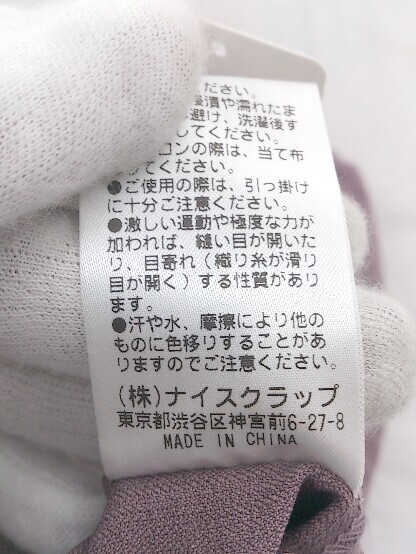 ださい。
漬や濡れたま
避け、洗濯後す
してください。
ロンの際は、当て布
てください。
●ご使用の際は、引っ掛け
に十分ご注意ください。
●激しい運動や極度な力が
加われば、縫い目が開いた
り、目寄れ（織り糸が滑り
目が開く）する性質があり
ます。
●汗や水、摩擦により他の
ものに色移りすることがあ
りますのでご注意ください。
(株)ナイスクラップ
東京都渋谷区神宮前6-27-8
MADE IN CHINA